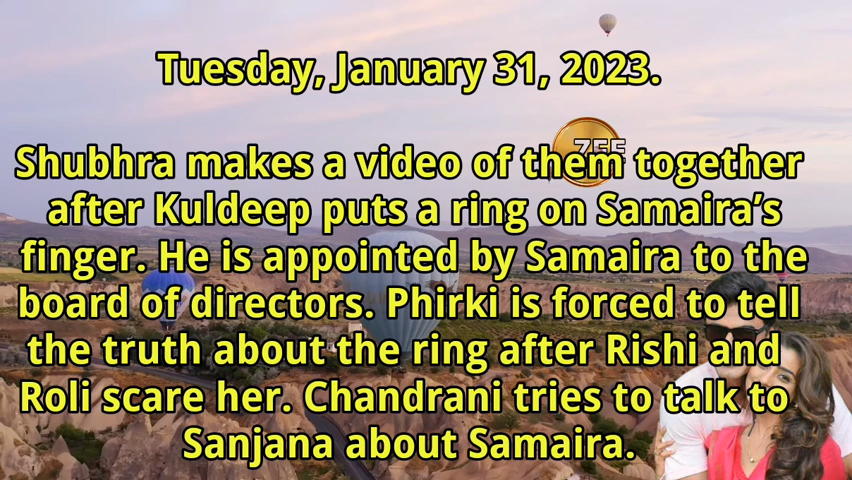 Tuesday, January 31, 2023.
ZEE
Shubhra makes a video of them together
after Kuldeep puts a ring on Samaira’s
finger. He is appointed by Samaira to the
board of directors. Phirki is forced to tell
the truth about the ring after Rishi and
Roli scare her. Chandrani tries to talk to
Sanjana about Samaira.